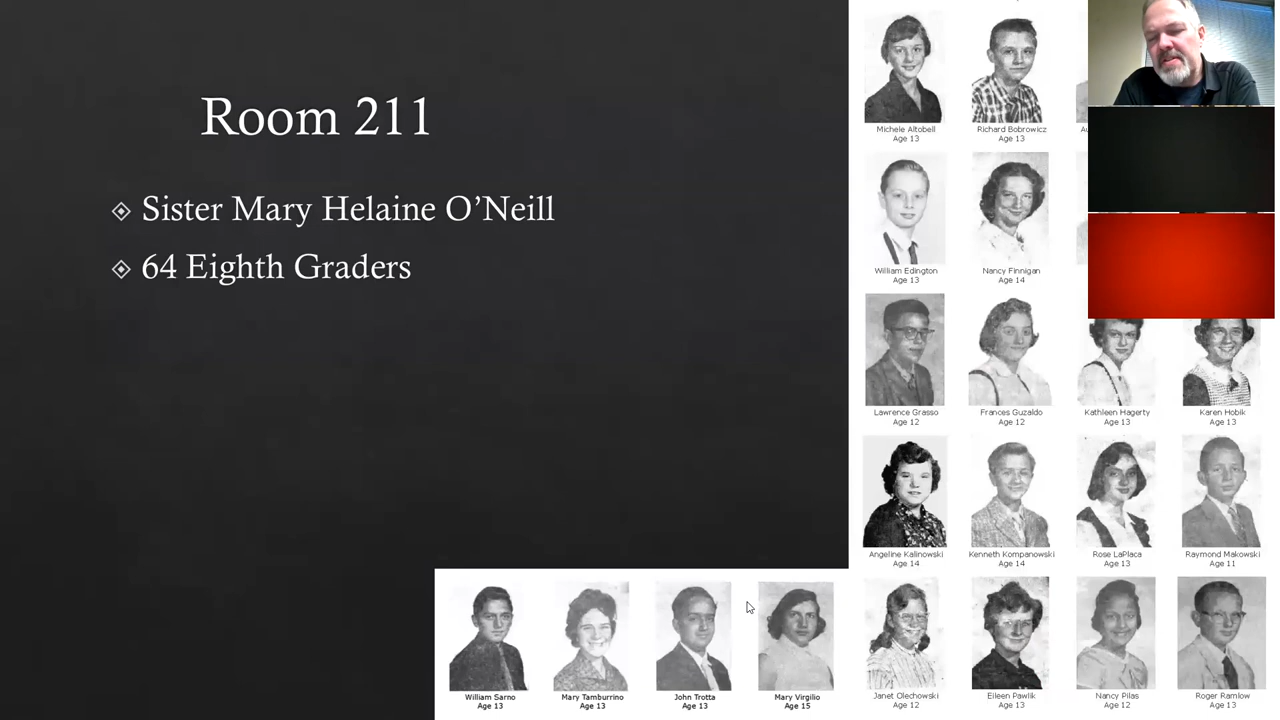 Room 211
Sister Mary Helaine O’Neill
64 Eighth Graders
Michele Altobell
Age 13
Richard Bobrowicz
Age 13
William Edington
Age 13
Nancy Finnigan
Age 14
Lawrence Grasso
Age 12
Frances Guzaldo
Age 12
Kathleen Hagerty
Age 13
Karen Hobik
Age 13
Angeline Kalinowski
Age 14
Kenneth Kompanowski
Age 14
Rose LaPlaca
Age 13
Raymond Makowski
Age 11
William Sarno
Age 13
Mary Tamburrino
Age 13
John Trotta
Age 13
Mary Virgilio
Age 15
Janet Olechowski
Age 12
Eileen Pawlik
Age 13
Nancy Pilas
Age 12
Roger Ramlow
Age 13